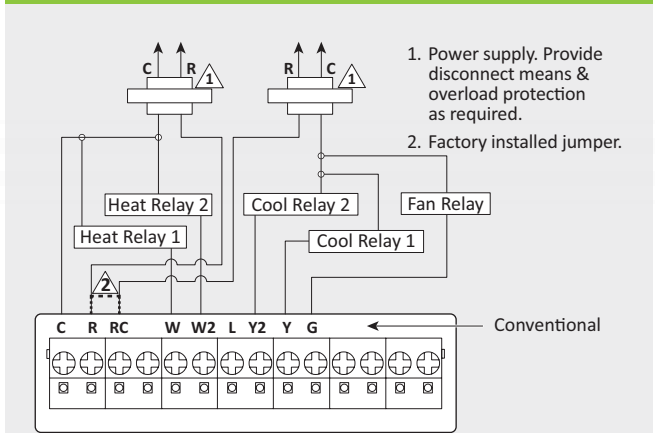 C R 1
R C 1
1. Power supply. Provide
disconnect means &
overload protection
as required.
2. Factory installed jumper.
Heat Relay 2
Cool Relay 2
Fan Relay
Heat Relay 1
Cool Relay 1
2
C R RC W W2 L Y2 Y G
Conventional